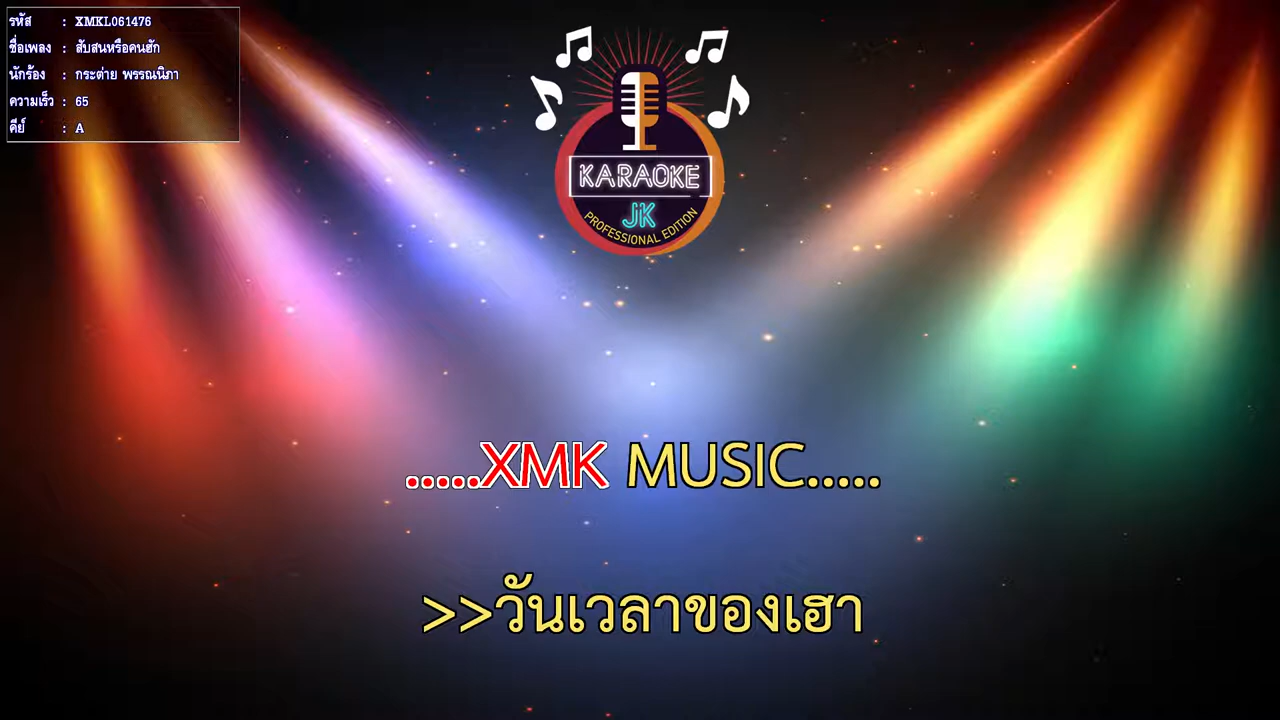 รหัส : XMKL061476
ชื่อเพลง : สับสนหรือคนฮัก
นักร้อง : กระต่าย พรรณนิภา
ความเร็ว : 65
คีย์ : A
KARAOKE
JK
PROFESSIONAL EDITION
.....XMK MUSIC.....
>>วันเวลาของเฮา